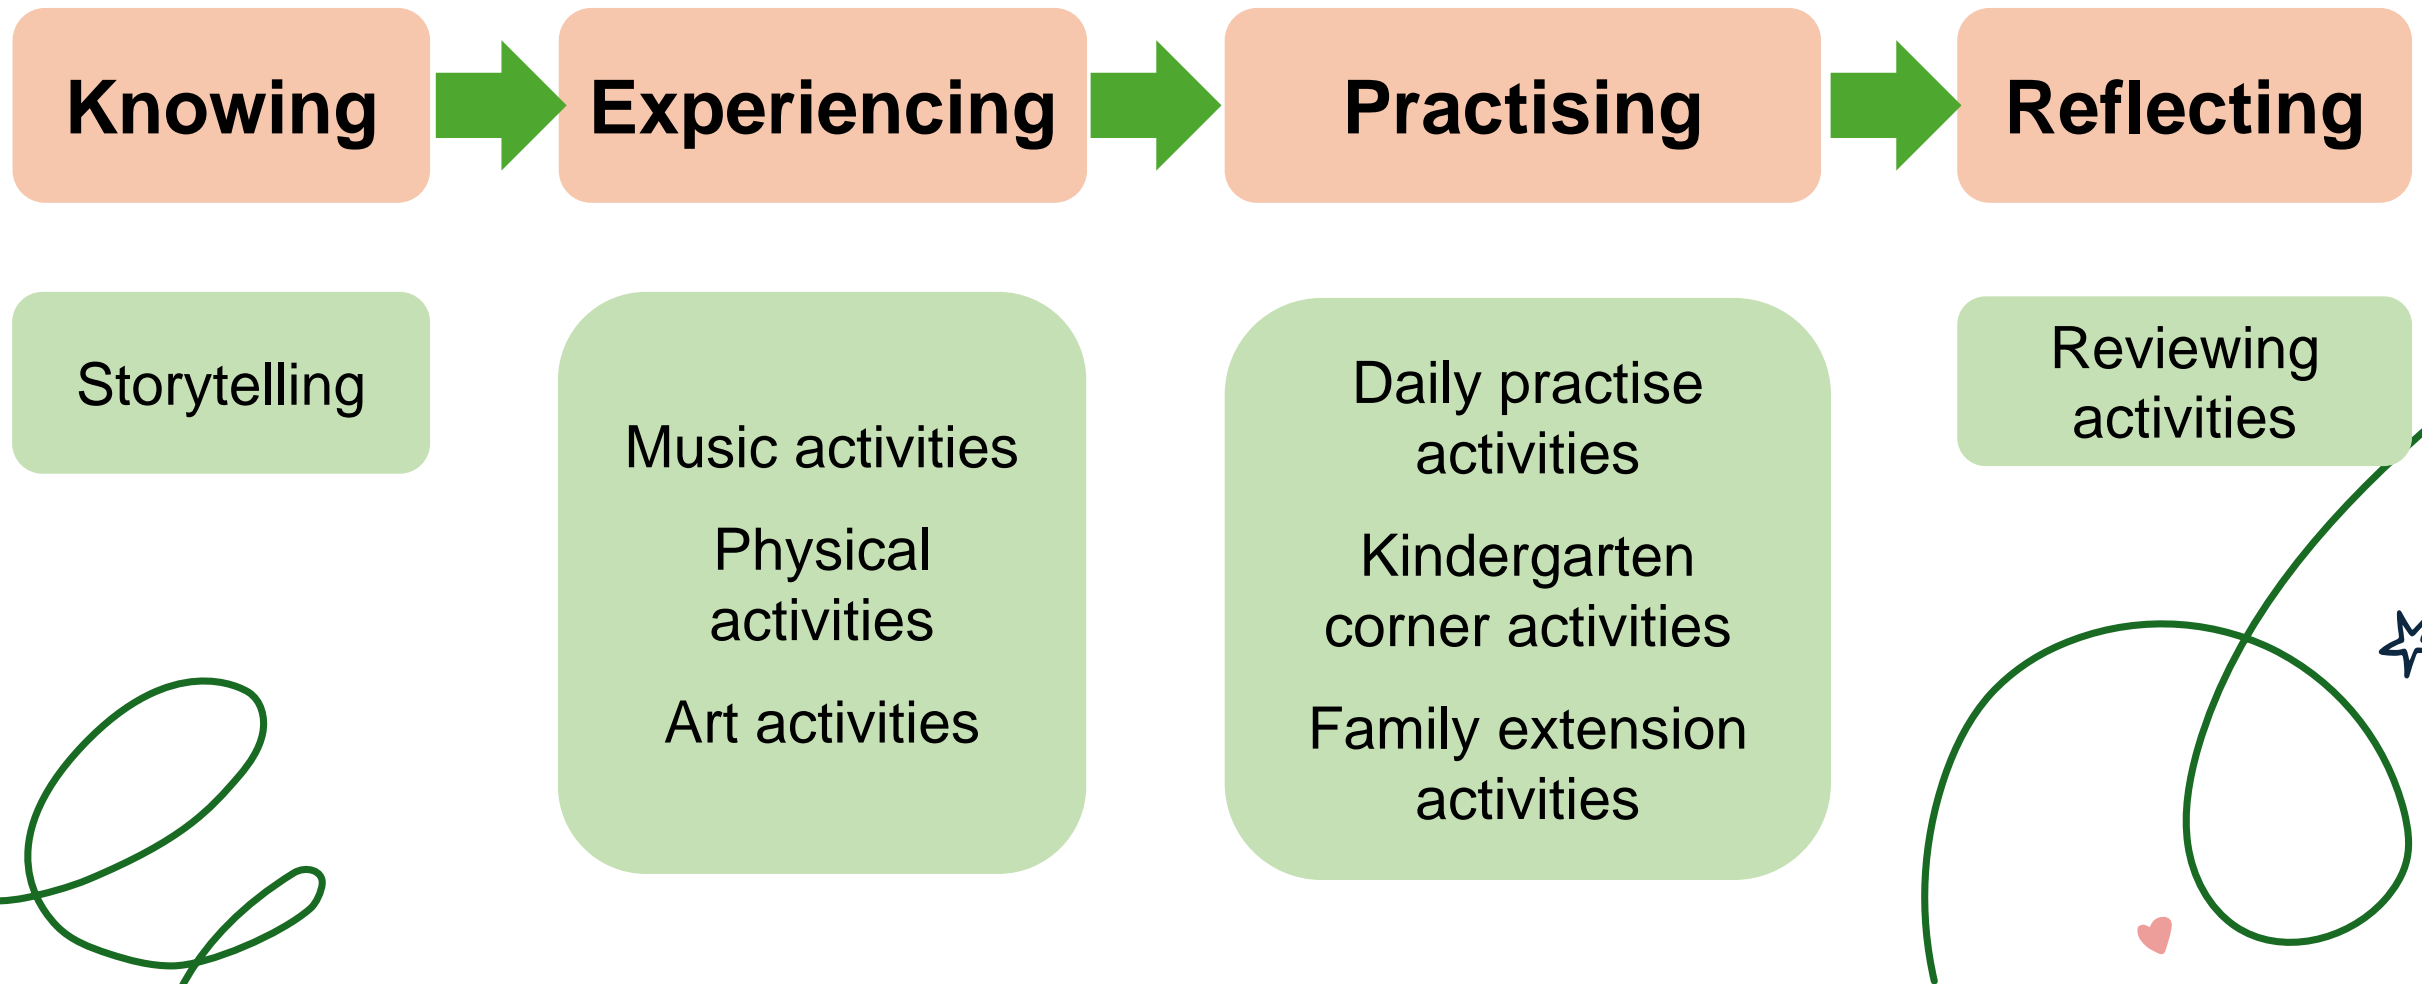 Knowing
Experiencing
Practising
Reflecting
Storytelling
Music activities
Physical
activities
Art activities
Daily practise
activities
Kindergarten
corner activities
Family extension
activities
Reviewing
activities